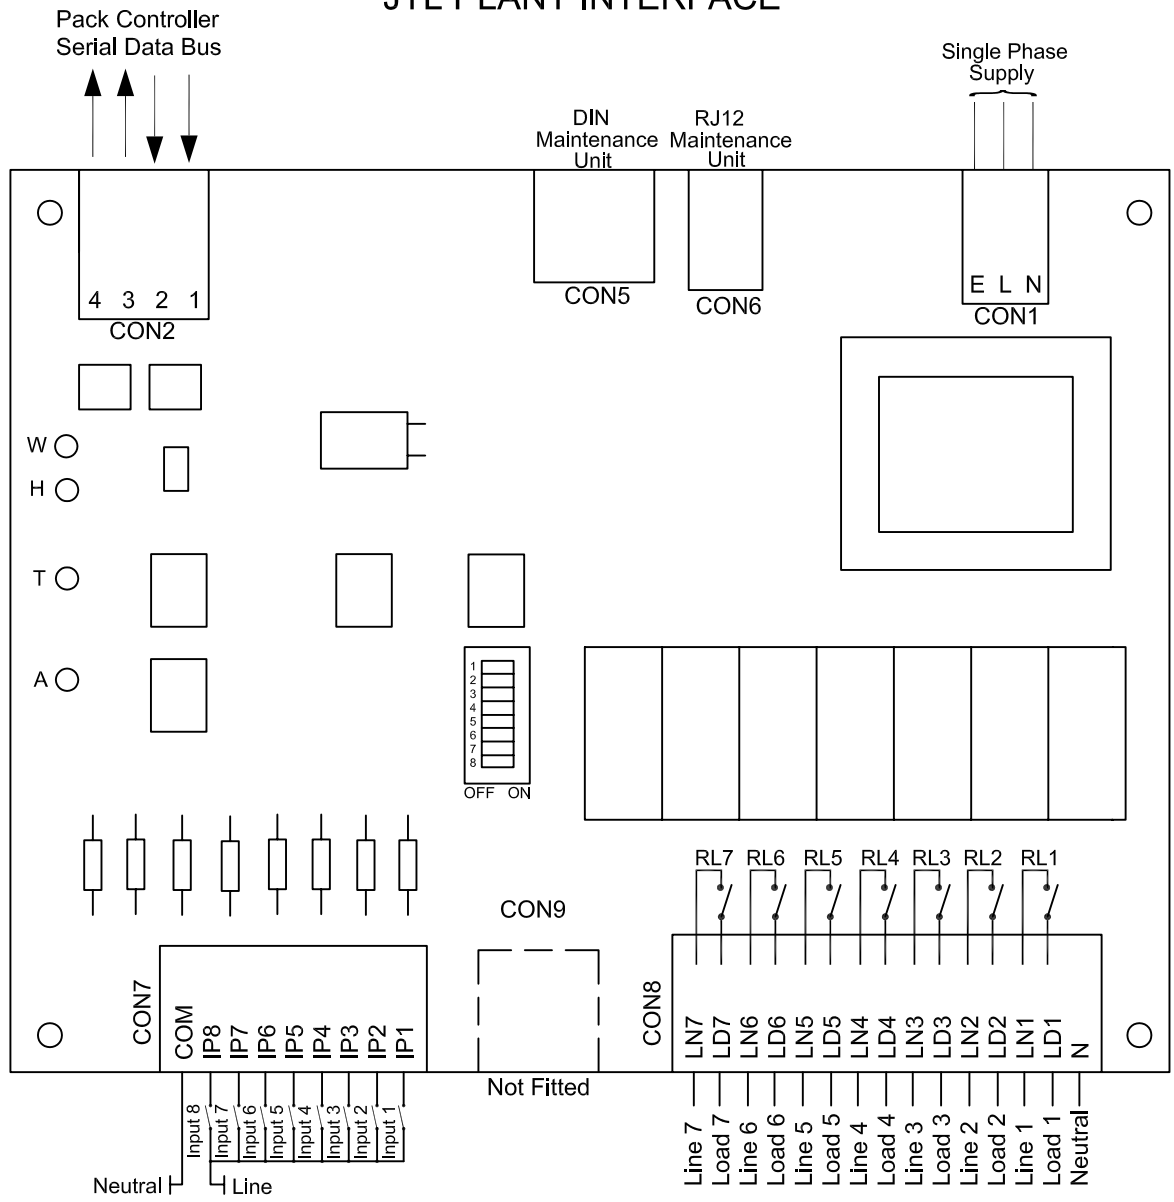 Pack Controller
Serial Data Bus
Single Phase
Supply
DIN
Maintenance
Unit
RJ12
Maintenance
Unit
4 3 2 1
CON2
CON5
CON6
E L N
CON1
W
H
T
A
1
2
3
4
5
6
7
8
OFF ON
RL7 RL6 RL5 RL4 RL3 RL2 RL1
CON9
CON7
COM
IP8
IP7
IP6
IP5
IP4
IP3
IP2
IP1
CON8
LN7
LD7
LN6
LD6
LN5
LD5
LN4
LD4
LN3
LD3
LN2
LD2
LN1
LD1
N
Not Fitted
Input 8
Input 7
Input 6
Input 5
Input 4
Input 3
Input 2
Input 1
Line 7
Load 7
Line 6
Load 6
Line 5
Load 5
Line 4
Load 4
Line 3
Load 3
Line 2
Load 2
Line 1
Load 1
Neutral
Neutral
Line